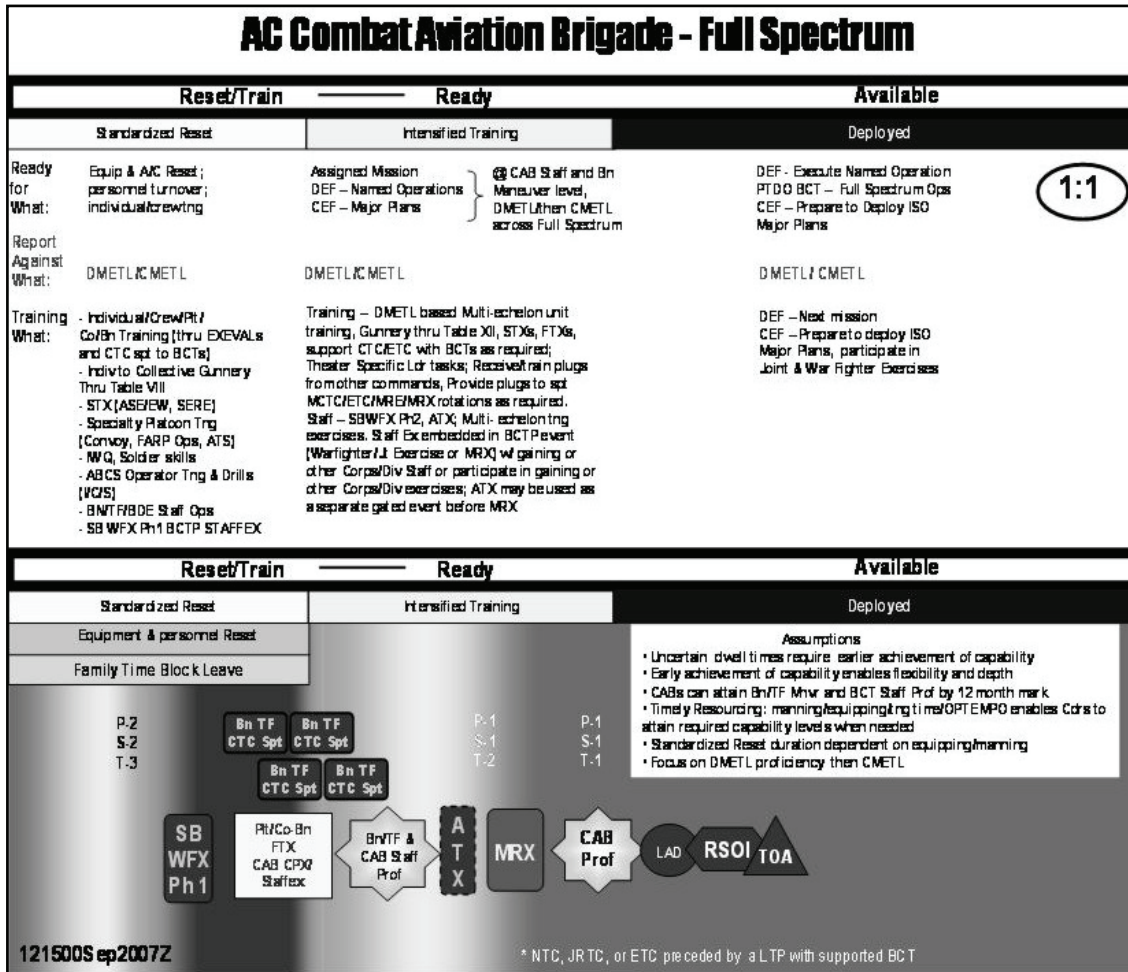 AC Combat Aviation Brigade - Full Spectrum
Reset/Train Ready Available
Standardized Reset Intensified Training Deployed
Ready
for
What:
Equip & A/C Reset;
personnel turnover;
individual/crewtng
Assigned Mission
DEF – Named Operations
CEF – Major Plans
@ CAB Staff and Bn
Maneuver level,
DMETL/then CMETL
across Full Spectrum
DEF - Execute Named Operation
PTDO BCT – Full Spectrum Ops
CEF – Prepare to Deploy ISO
Major Plans
1:1
Report
Against
What:
DMETL/CMETL
DMETL/CMETL
DMETL/ CMETL
Training
What:
- Individual/Crew/Plt/
Co/Bn Training (thru EXEVALs
and CTC spt to BCTs)
- Indiv to Collective Gunnery
Thru Table VIII
- STX (ASE/EW, SERE)
- Specialty Platoon Tng
(Convoy, FARP Ops, ATS)
- IWQ, Soldier skills
- ABCS Operator Tng & Drills
(I/C/S)
- BN/TF/BDE Staff Ops
- SB WFX Ph1 BCTP STAFFEX
Training – DMETL based Multi-echelon unit
training, Gunnery thru Table XII, STXs, FTXs,
support CTC/ETC with BCTs as required;
Theater Specific Ldr tasks; Receive/train plugs
from other commands, Provide plugs to spt
MCTC/ETC/MRE/MRX rotations as required.
Staff – SBWFX Ph2, ATX; Multi- echelon tng
exercises. Staff Ex embedded in BCTP event
(Warfighter/Jt Exercise or MRX) w/ gaining or
other Corps/Div Staff or participate in gaining or
other Corps/Div exercises; ATX may be used as
a separate gated event before MRX
DEF – Next mission
CEF – Prepare to deploy ISO
Major Plans, participate in
Joint & War Fighter Exercises
Reset/Train Ready Available
Standardized Reset Intensified Training Deployed
Equipment & personnel Reset
Family Time Block Leave
Assumptions
• Uncertain dwell times require earlier achievement of capability
• Early achievement of capability enables flexibility and depth
• CABs can attain Bn/TF Mnvr and BCT Staff Prof by 12 month mark
• Timely Resourcing: manning/equipping/tng time/OPTEMPO enables Cdrs to
attain required capability levels when needed
• Standardized Reset duration dependent on equipping/manning
• Focus on DMETL proficiency then CMETL
P-2
S-2
T-3
Bn TF
CTC Spt
Bn TF
CTC Spt
Bn TF
CTC Spt
Bn TF
CTC Spt
P-1
S-1
T-2
P-1
S-1
T-1
SB
WFX
Ph1
Plt/Co-Bn
FTX
CAB CPX/
Staffex
Bn/TF &
CAB Staff
Prof
A
T
X
MRX
CAB
Prof
LAD
RSOI
TOA
121500Sep2007Z
* NTC, JRTC, or ETC preceded by a LTP with supported BCT